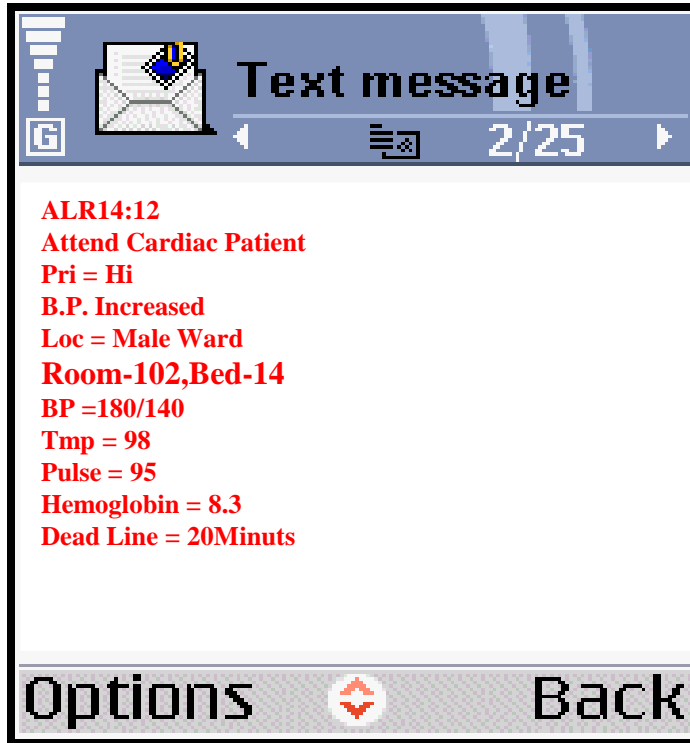 Text message
G
2/25
ALR14:12
Attend Cardiac Patient
Pri = Hi
B.P. Increased
Loc = Male Ward
Room-102,Bed-14
BP =180/140
Tmp = 98
Pulse = 95
Hemoglobin = 8.3
Dead Line = 20Minuts
Options Back